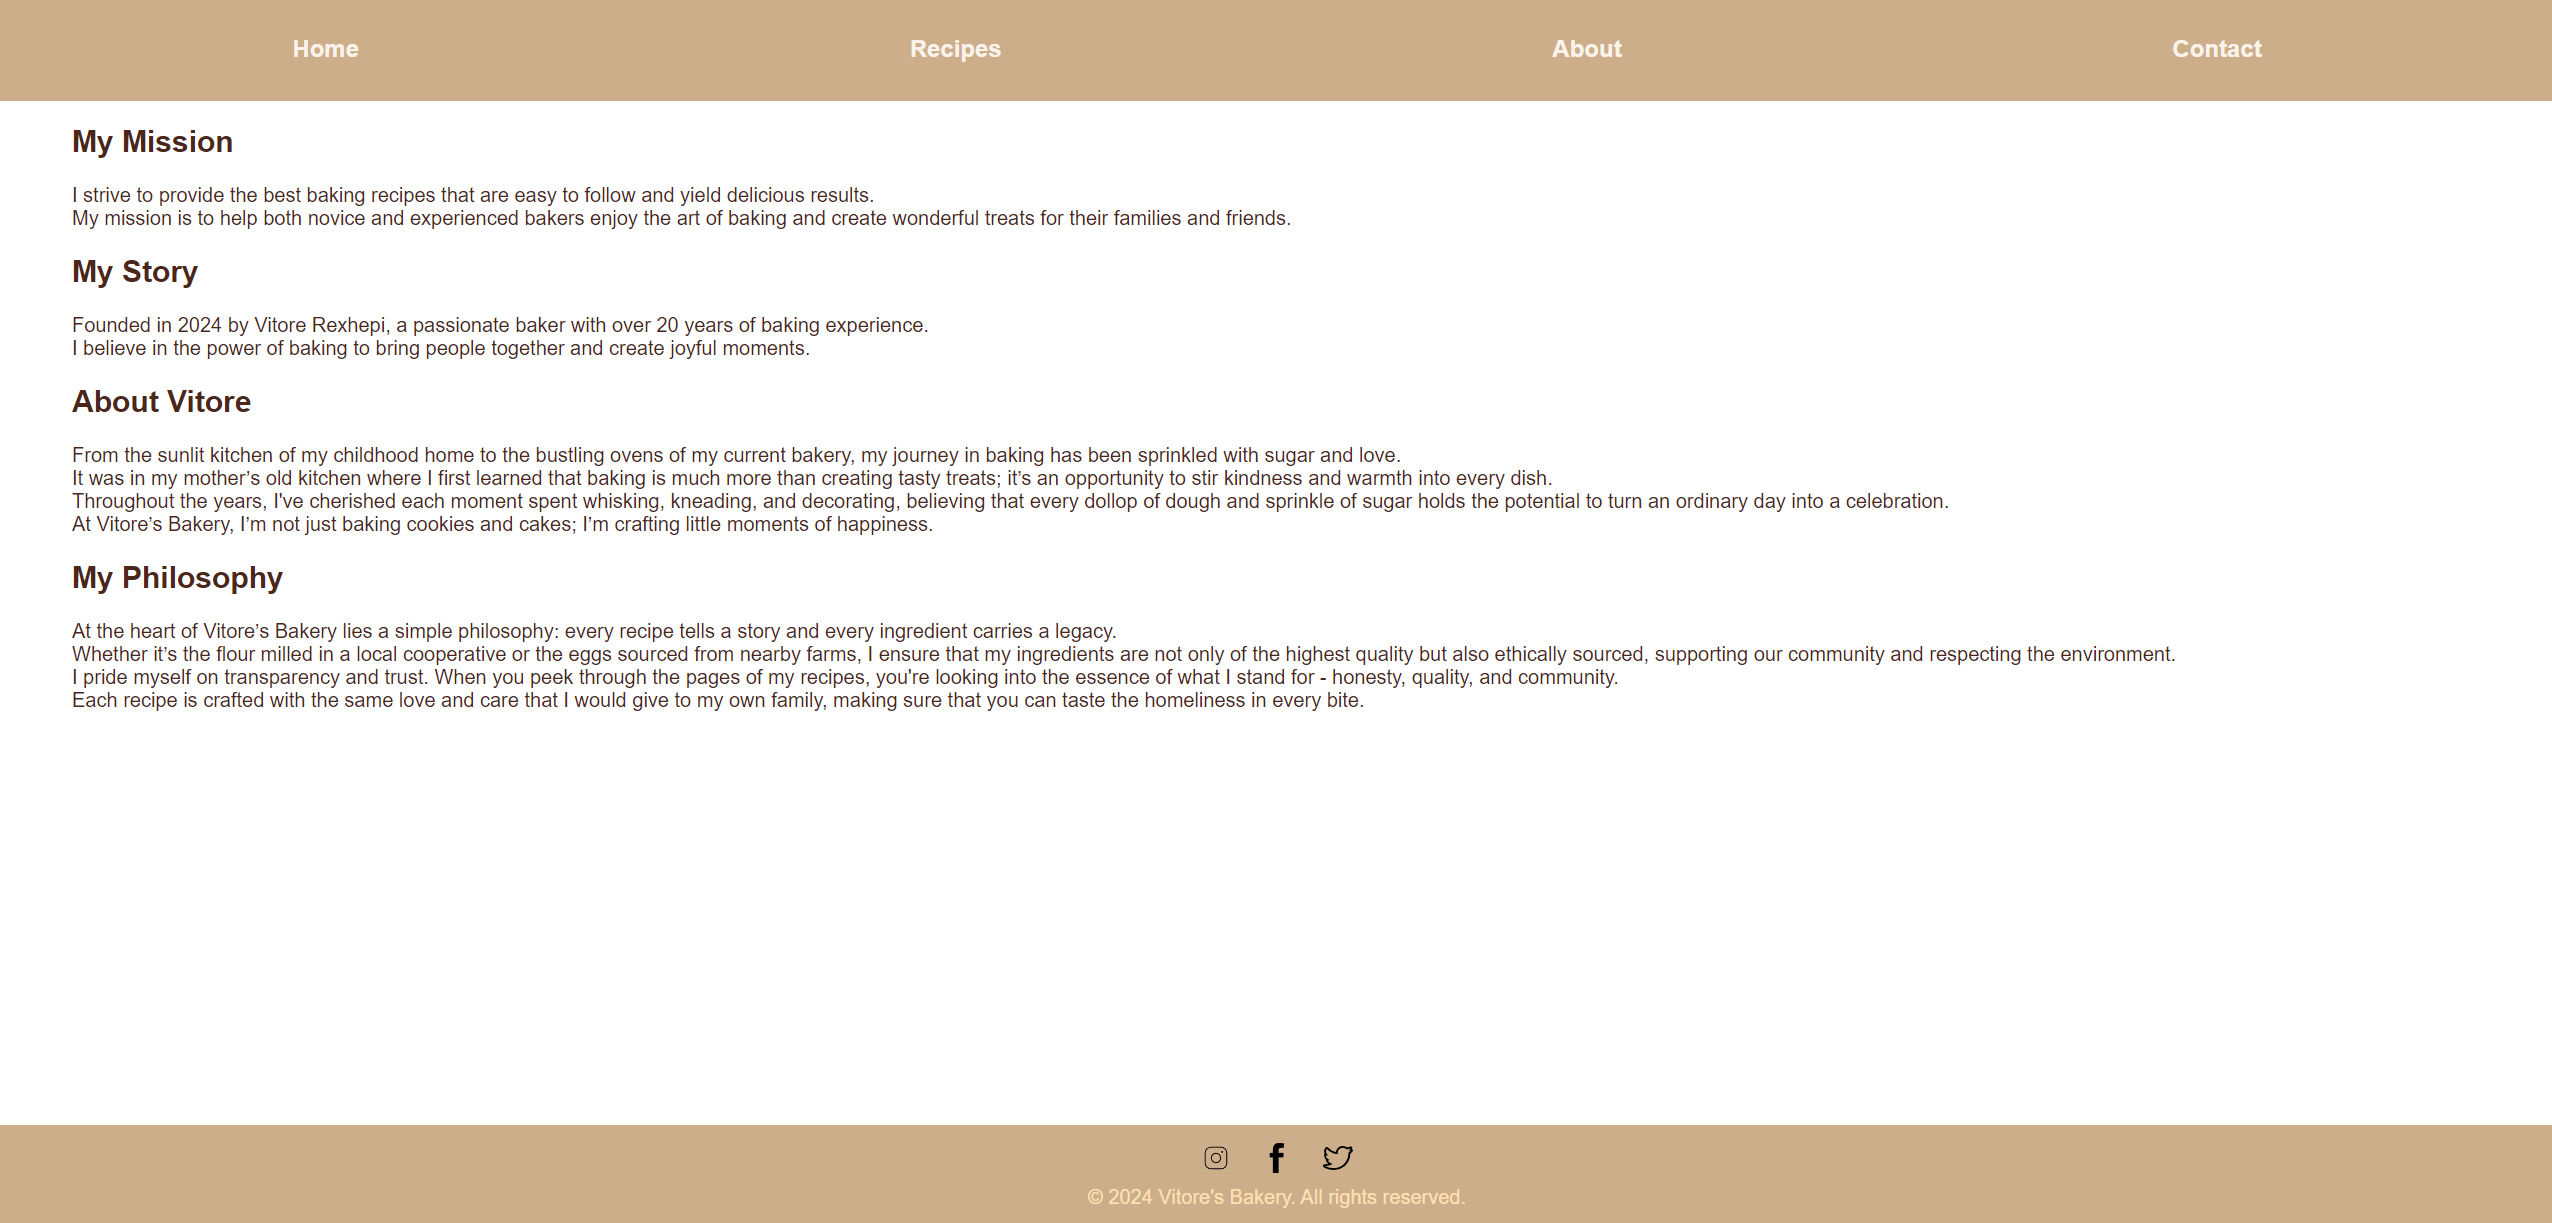 Home Recipes About Contact
My Mission
I strive to provide the best baking recipes that are easy to follow and yield delicious results.
My mission is to help both novice and experienced bakers enjoy the art of baking and create wonderful treats for their families and friends.
My Story
Founded in 2024 by Vitore Rexhepi, a passionate baker with over 20 years of baking experience.
I believe in the power of baking to bring people together and create joyful moments.
About Vitore
From the sunlit kitchen of my childhood home to the bustling ovens of my current bakery, my journey in baking has been sprinkled with sugar and love.
It was in my mother’s old kitchen where I first learned that baking is much more than creating tasty treats; it’s an opportunity to stir kindness and warmth into every dish.
Throughout the years, I've cherished each moment spent whisking, kneading, and decorating, believing that every dollop of dough and sprinkle of sugar holds the potential to turn an ordinary day into a celebration.
At Vitore’s Bakery, I’m not just baking cookies and cakes; I’m crafting little moments of happiness.
My Philosophy
At the heart of Vitore’s Bakery lies a simple philosophy: every recipe tells a story and every ingredient carries a legacy.
Whether it’s the flour milled in a local cooperative or the eggs sourced from nearby farms, I ensure that my ingredients are not only of the highest quality but also ethically sourced, supporting our community and respecting the environment.
I pride myself on transparency and trust. When you peek through the pages of my recipes, you're looking into the essence of what I stand for - honesty, quality, and community.
Each recipe is crafted with the same love and care that I would give to my own family, making sure that you can taste the homeliness in every bite.
© 2024 Vitore's Bakery. All rights reserved.